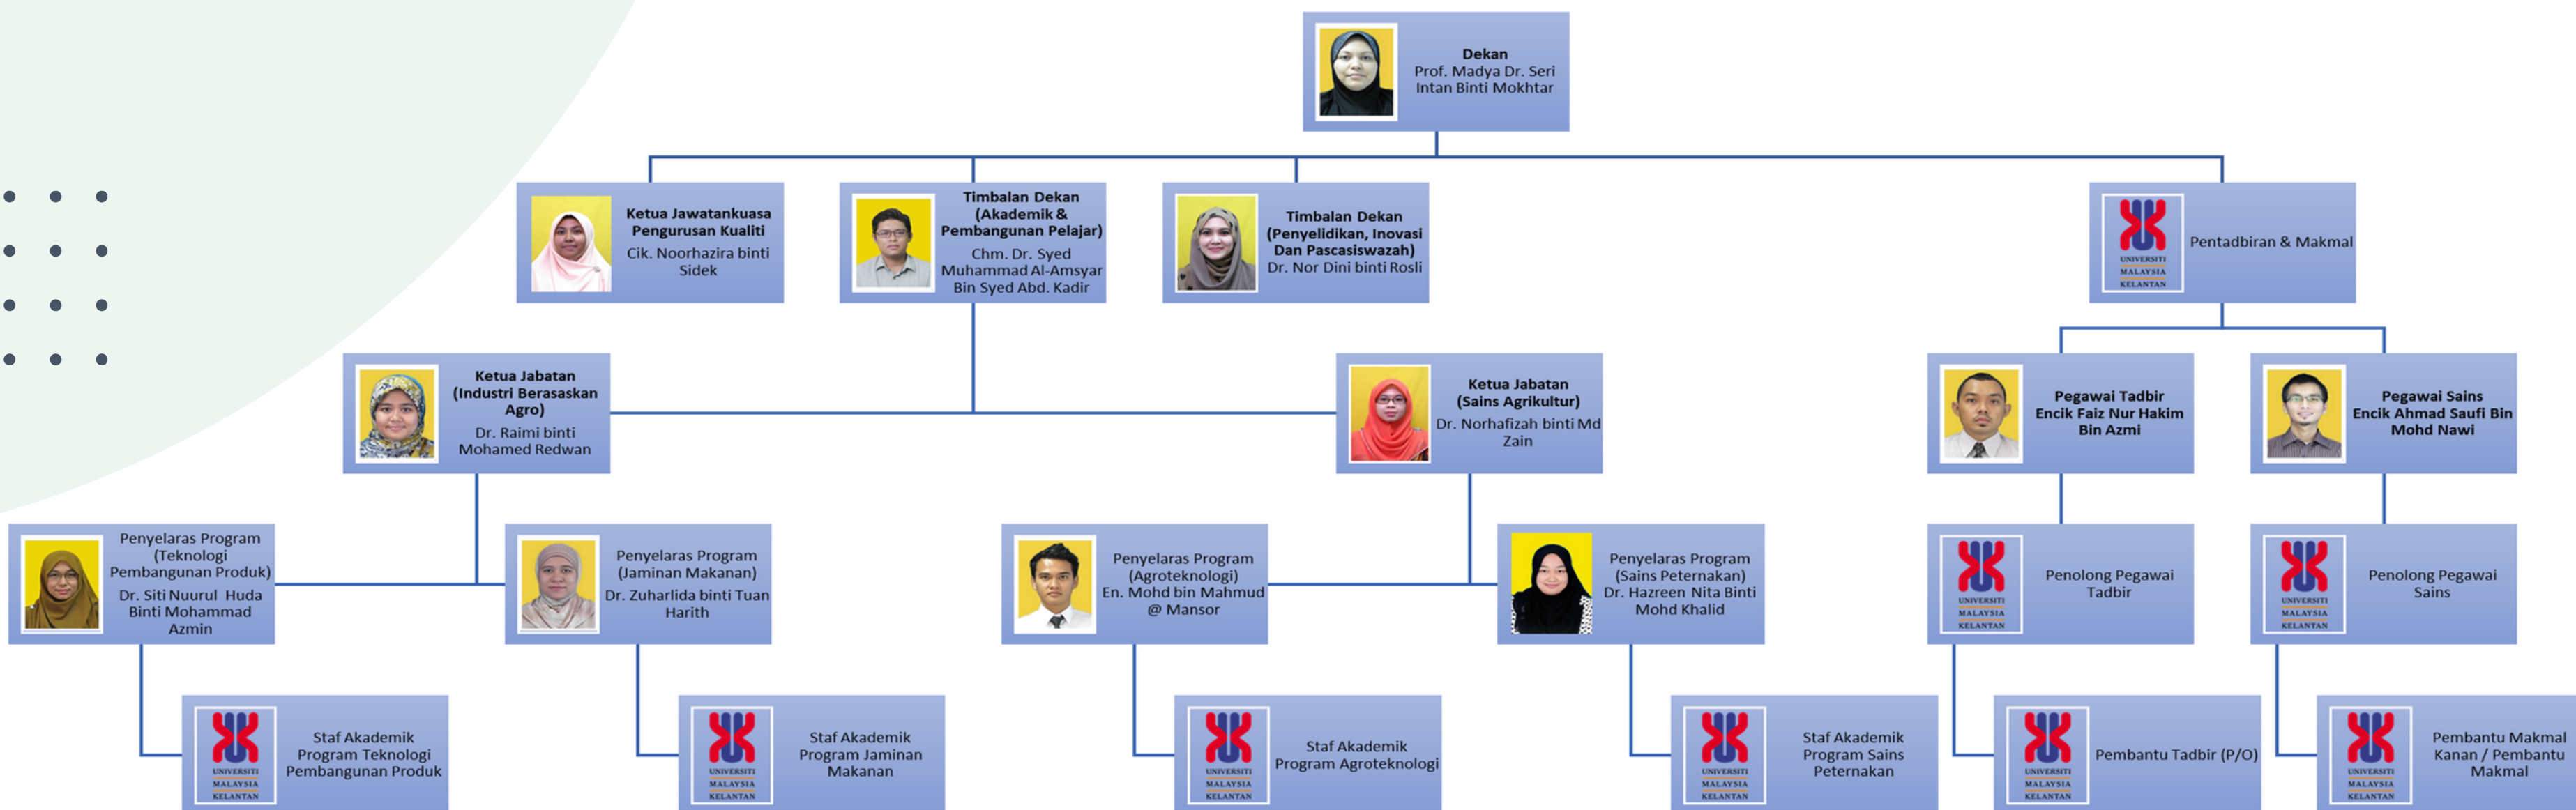 Dekan
Prof. Madya Dr. Seri
Intan Binti Mokhtar
Ketua Jawatankuasa
Pengurusan Kualiti
Cik. Noorhazira binti
Sidek
Timbalan Dekan
(Akademik &
Pembangunan Pelajar)
Chm. Dr. Syed
Muhammad Al-Amsyar
Bin Syed Abd. Kadir
Timbalan Dekan
(Penyelidikan, Inovasi
Dan Pascasiswazah)
Dr. Nor Dini binti Rosli
UNIVERSITI
MALAYSIA
KELANTAN
Pentadbiran & Makmal
Ketua Jabatan
(Industri Berasaskan
Agro)
Dr. Raimi binti
Mohamed Redwan
Ketua Jabatan
(Sains Agrikultur)
Dr. Norhafizah binti Md
Zain
Pegawai Tadbir
Encik Faiz Nur Hakim
Bin Azmi
Pegawai Sains
Encik Ahmad Saufi Bin
Mohd Nawi
Penyelaras Program
(Teknologi
Pembangunan Produk)
Dr. Siti Nuurul Huda
Binti Mohammad
Azmin
Penyelaras Program
(Jaminan Makanan)
Dr. Zuharlida binti Tuan
Harith
Penyelaras Program
(Agroteknologi)
En. Mohd bin Mahmud
@ Mansor
Penyelaras Program
(Sains Peternakan)
Dr. Hazreen Nita Binti
Mohd Khalid
UNIVERSITI
MALAYSIA
KELANTAN
Penolong Pegawai
Tadbir
UNIVERSITI
MALAYSIA
KELANTAN
Penolong Pegawai
Sains
UNIVERSITI
MALAYSIA
KELANTAN
Staf Akademik
Program Teknologi
Pembangunan Produk
UNIVERSITI
MALAYSIA
KELANTAN
Staf Akademik
Program Jaminan
Makanan
UNIVERSITI
MALAYSIA
KELANTAN
Staf Akademik
Program Agroteknologi
UNIVERSITI
MALAYSIA
KELANTAN
Staf Akademik
Program Sains
Peternakan
UNIVERSITI
MALAYSIA
KELANTAN
Pembantu Tadbir (P/O)
UNIVERSITI
MALAYSIA
KELANTAN
Pembantu Makmal
Kanan / Pembantu
Makmal